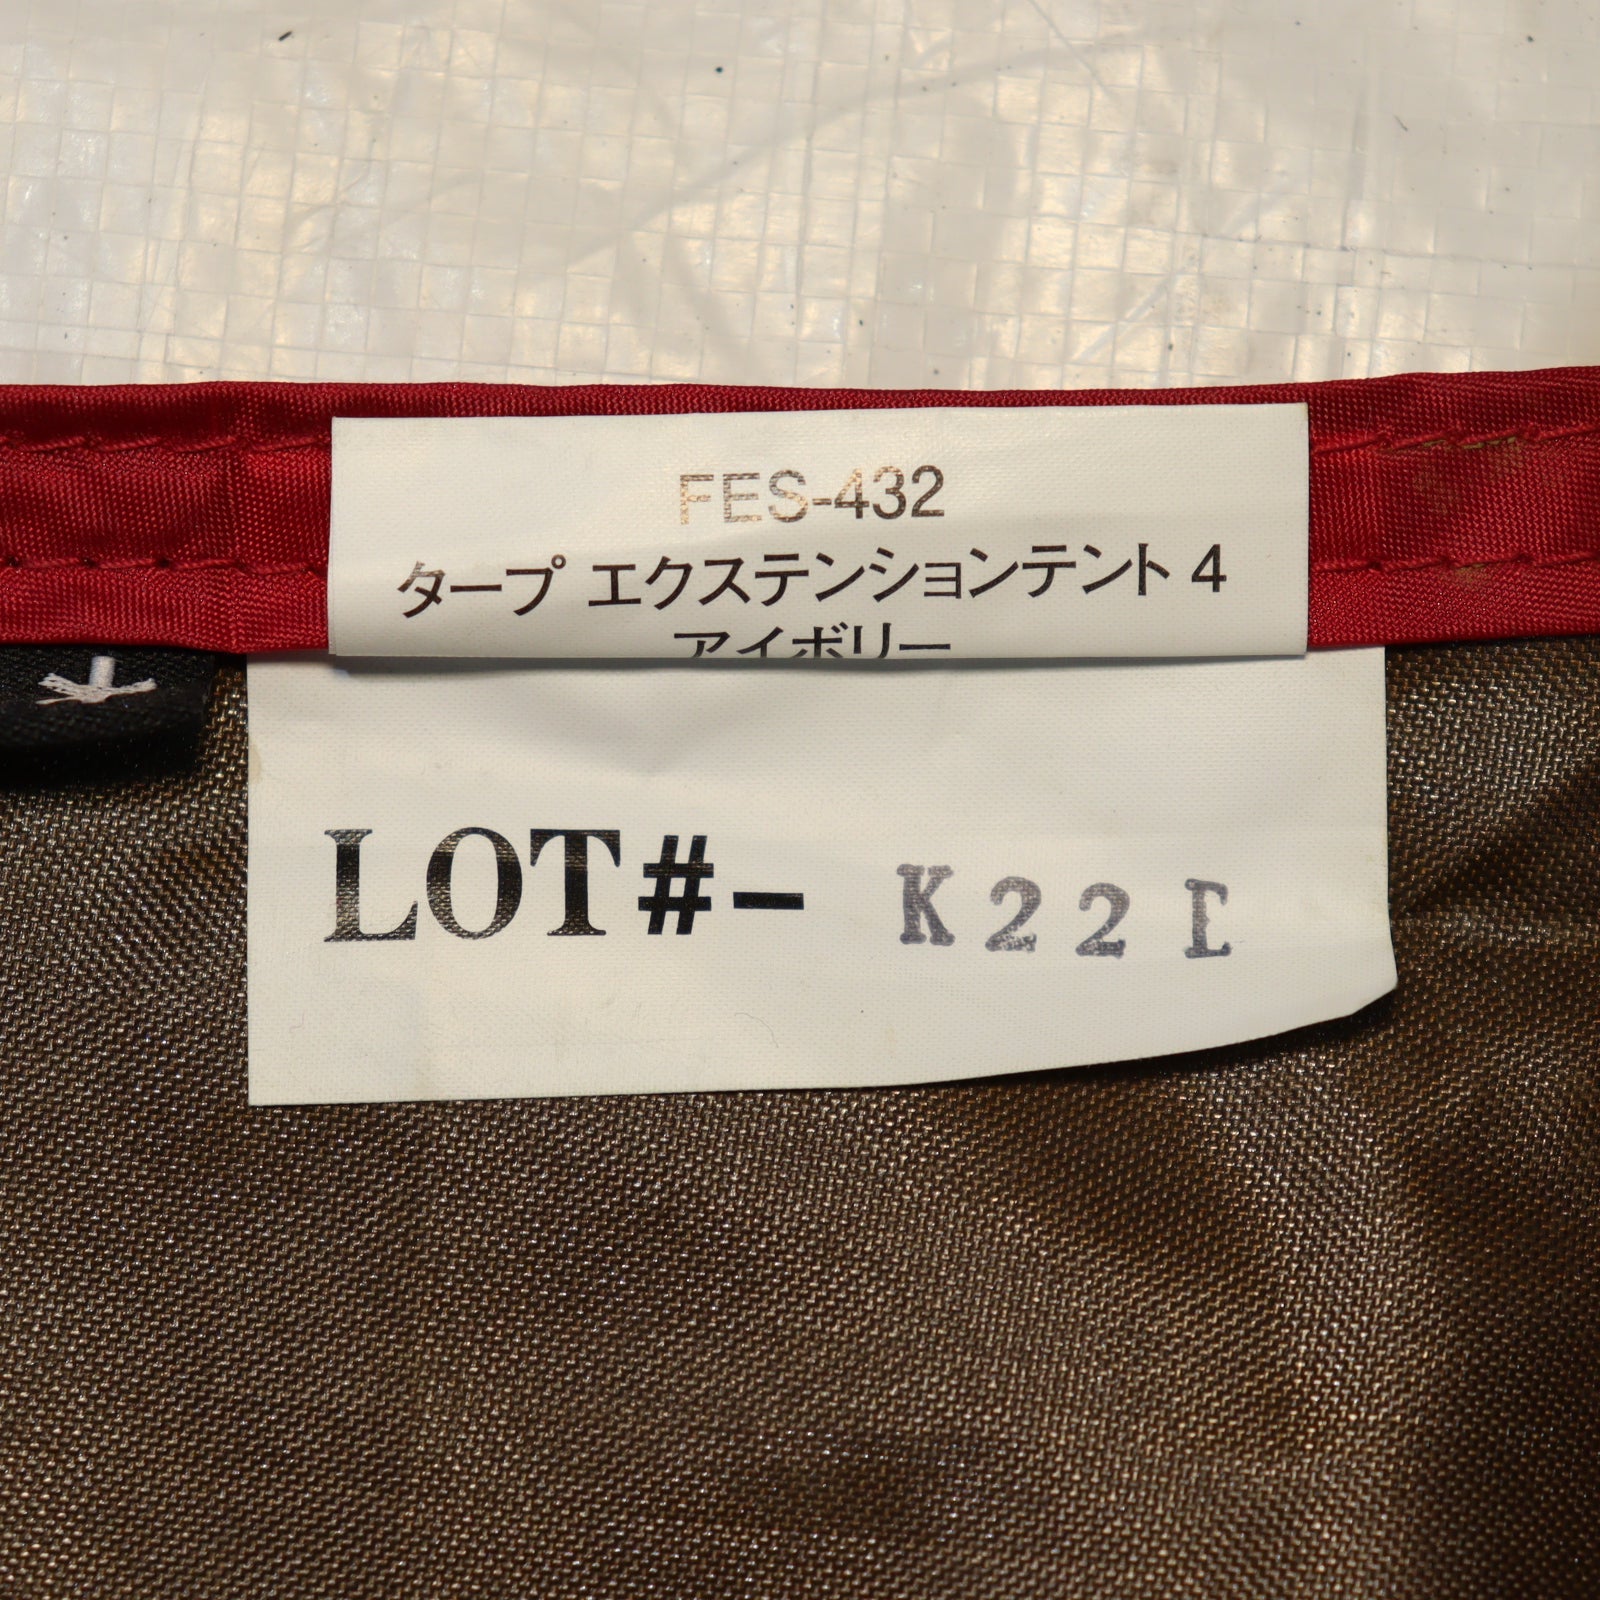 FES-432
タープ エクステンションテント 4
アイボリー
LOT#- K22